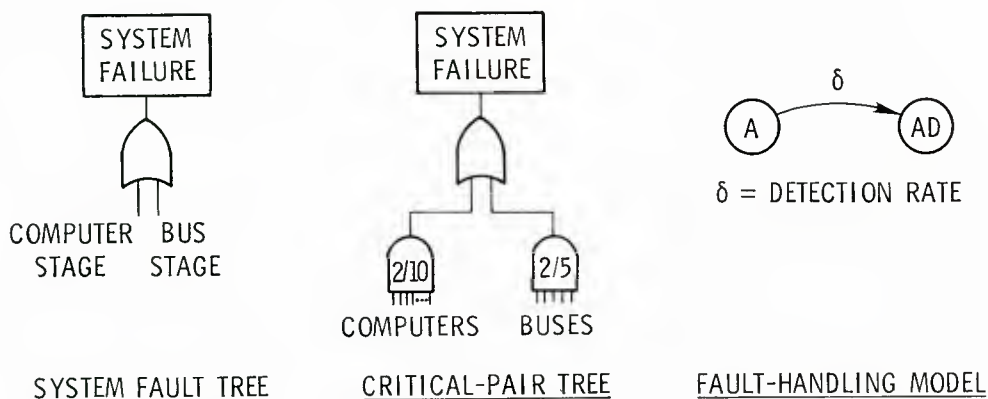 SYSTEM
FAILURE
COMPUTER BUS
STAGE STAGE
SYSTEM FAULT TREE
SYSTEM
FAILURE
2/10
2/5
COMPUTERS
BUSES
CRITICAL-PAIR TREE
δ
A
AD
δ = DETECTION RATE
FAULT-HANDLING MODEL